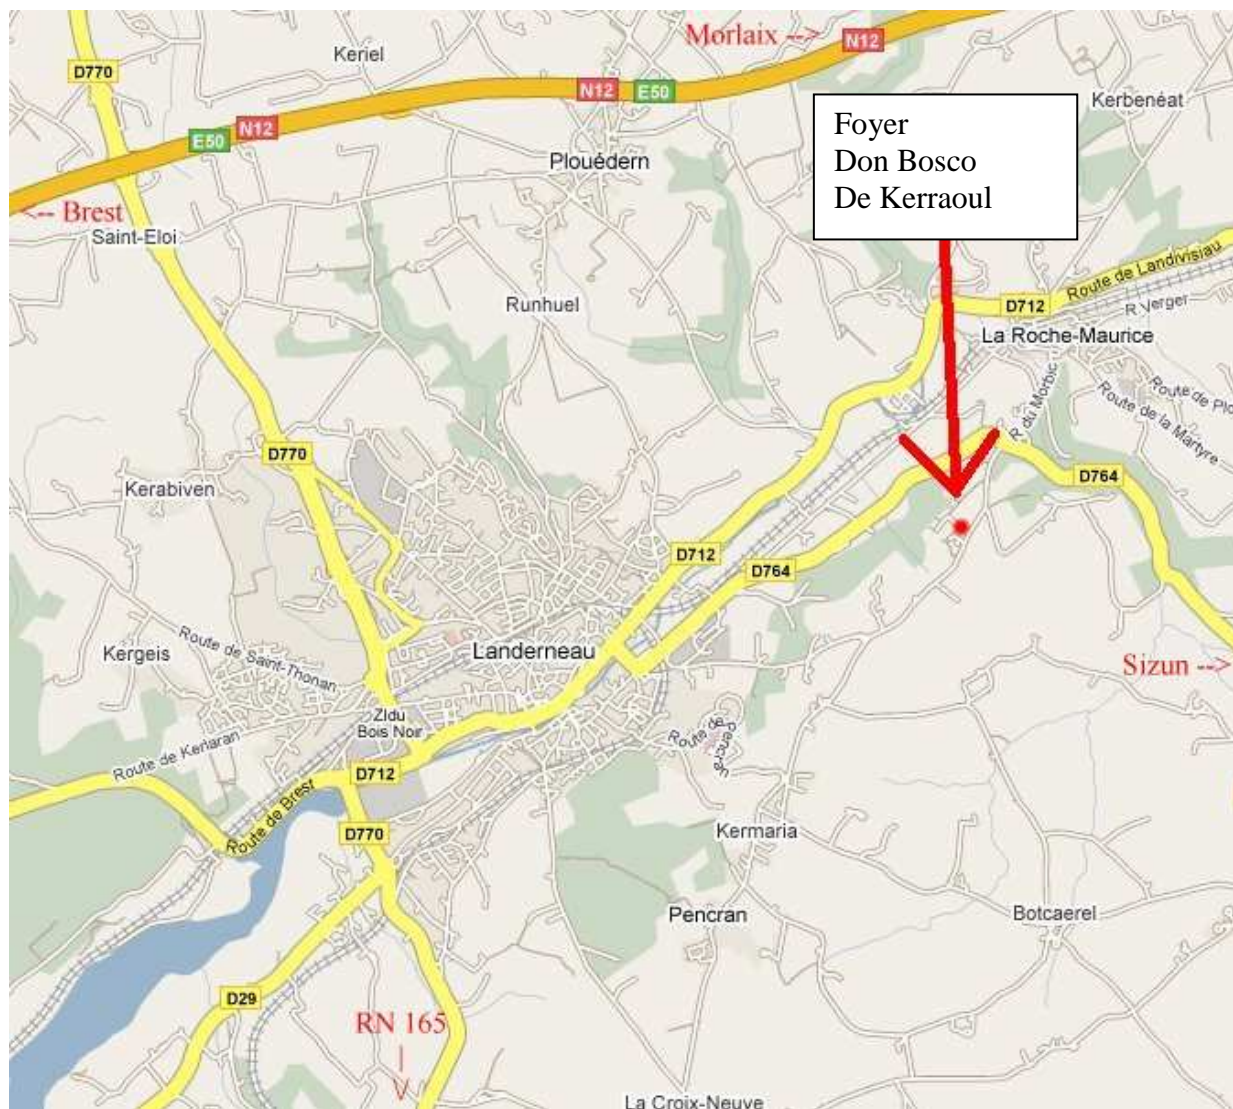 Morlaix -->
N12
D770
Keriel
N12
E50
Kerbenéat
Foyer
Don Bosco
De Kerraoul
E50
N12
Plouédern
<-- Brest
Saint-Eloi
Route de Landivisiau
Runhuel
D712
R Verger
La Roche-Maurice
R du Morbic
Route de Plo
Route de la Martyre
D770
D764
Kerabiven
D712
D764
Route de Saint-Thonan
Kergeis
Landerneau
Sizun -->
ZIdu
Bois Noir
Route de Pencran
Route de Kerlaran
D712
Route de Brest
D770
Kermaria
Pencran
Botcaerel
D29
RN 165
La Croix-Neuve